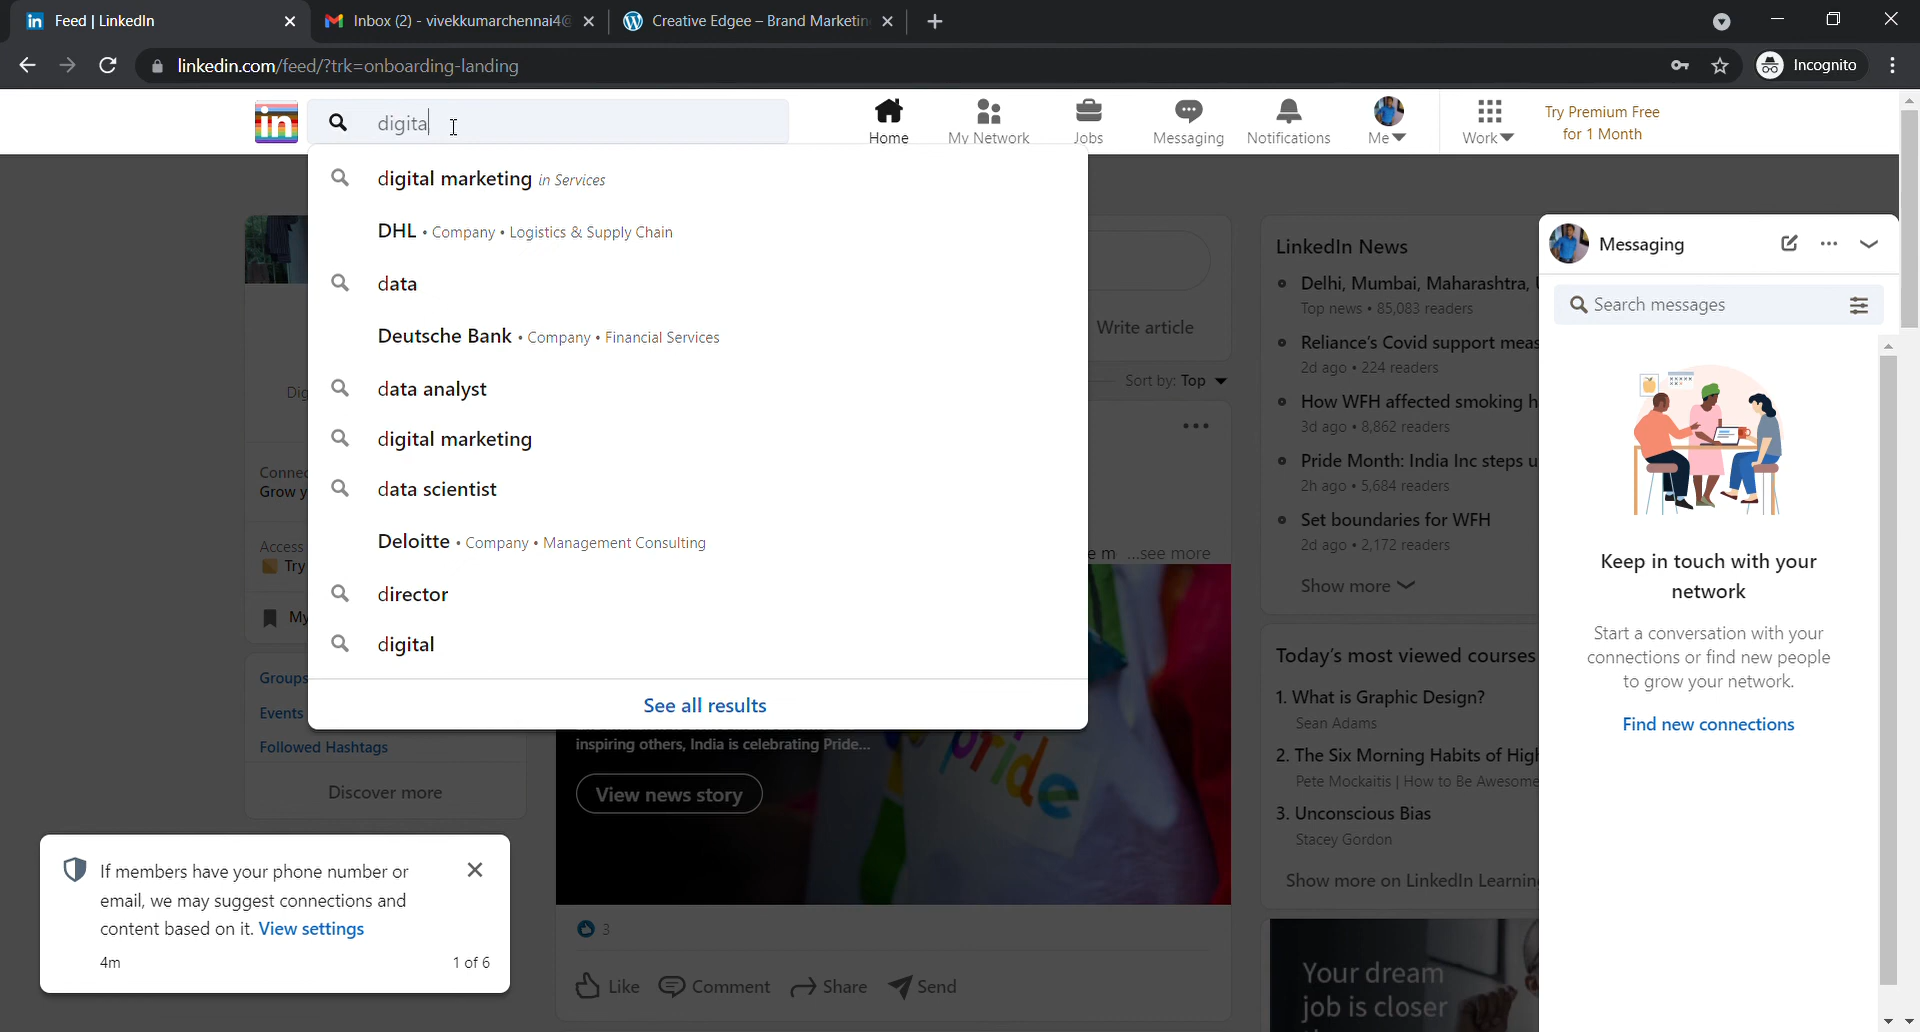 Feed | LinkedIn
Inbox (2) - vivekkumarchennai4@
Creative Edgee – Brand Marketin
linkedin.com/feed/?trk=onboarding-landing
Incognito
in
digita
Home
My Network
Jobs
Messaging
Notifications
Me
Work
Try Premium Free
for 1 Month
digital marketing in Services
DHL • Company • Logistics & Supply Chain
data
Deutsche Bank • Company • Financial Services
data analyst
digital marketing
data scientist
Deloitte • Company • Management Consulting
director
digital
See all results
Dig
Connec
Grow y
Access
Try
My
Groups
Events
Followed Hashtags
Discover more
Write article
Sort by: Top
e m ...see more
inspiring others, India is celebrating Pride...
View news story
pride
3
Like
Comment
Share
Send
LinkedIn News
Delhi, Mumbai, Maharashtra,
Top news • 85,083 readers
Reliance's Covid support meas
2d ago • 224 readers
How WFH affected smoking h
3d ago • 8,862 readers
Pride Month: India Inc steps u
2h ago • 5,684 readers
Set boundaries for WFH
2d ago • 2,172 readers
Show more
Today's most viewed courses
1. What is Graphic Design?
Sean Adams
2. The Six Morning Habits of High
Pete Mockaitis | How to Be Awesome
3. Unconscious Bias
Stacey Gordon
Show more on LinkedIn Learnin
Your dream
job is closer
Messaging
Search messages
Keep in touch with your
network
Start a conversation with your
connections or find new people
to grow your network.
Find new connections
If members have your phone number or
email, we may suggest connections and
content based on it. View settings
4m
1 of 6